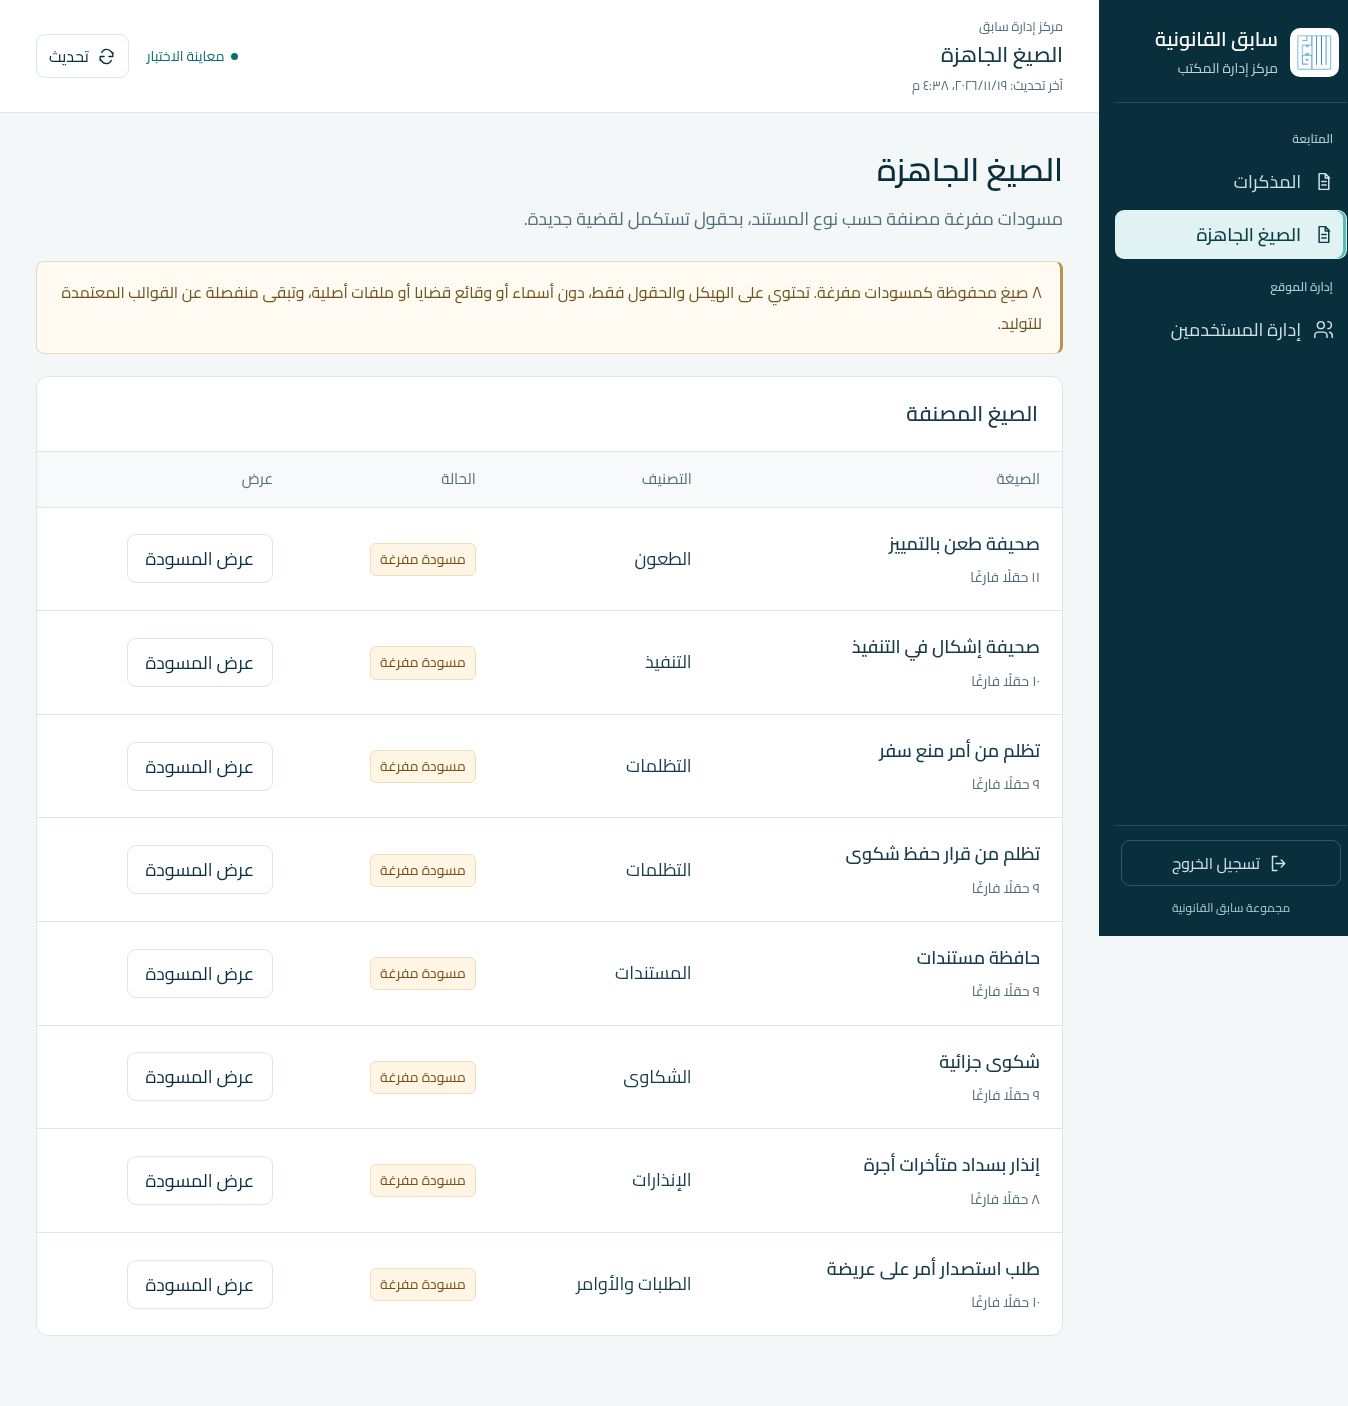 سابق القانونية
مركز إدارة المكتب
المتابعة
المذكرات
الصيغ الجاهزة
إدارة الموقع
إدارة المستخدمين
تسجيل الخروج
مجموعة سابق القانونية
مركز إدارة سابق
الصيغ الجاهزة
آخر تحديث: ٢٠٢٦/١١/١٩، ٤:٣٨ م
معاينة الاختبار
تحديث
الصيغ الجاهزة
مسودات مفرغة مصنفة حسب نوع المستند، بحقول تستكمل لقضية جديدة.
٨ صيغ محفوظة كمسودات مفرغة. تحتوي على الهيكل والحقول فقط، دون أسماء أو وقائع قضايا أو ملفات أصلية، وتبقى منفصلة عن القوالب المعتمدة
للتوليد.
الصيغ المصنفة
الصيغة التصنيف الحالة عرض
صحيفة طعن بالتمييز
١١ حقلًا فارغًا
الطعون مسودة مفرغة عرض المسودة
صحيفة إشكال في التنفيذ
١٠ حقلًا فارغًا
التنفيذ مسودة مفرغة عرض المسودة
تظلم من أمر منع سفر
٩ حقلًا فارغًا
التظلمات مسودة مفرغة عرض المسودة
تظلم من قرار حفظ شكوى
٩ حقلًا فارغًا
التظلمات مسودة مفرغة عرض المسودة
حافظة مستندات
٩ حقلًا فارغًا
المستندات مسودة مفرغة عرض المسودة
شكوى جزائية
٩ حقلًا فارغًا
الشكاوى مسودة مفرغة عرض المسودة
إنذار بسداد متأخرات أجرة
٨ حقلًا فارغًا
الإنذارات مسودة مفرغة عرض المسودة
طلب استصدار أمر على عريضة
١٠ حقلًا فارغًا
الطلبات والأوامر مسودة مفرغة عرض المسودة